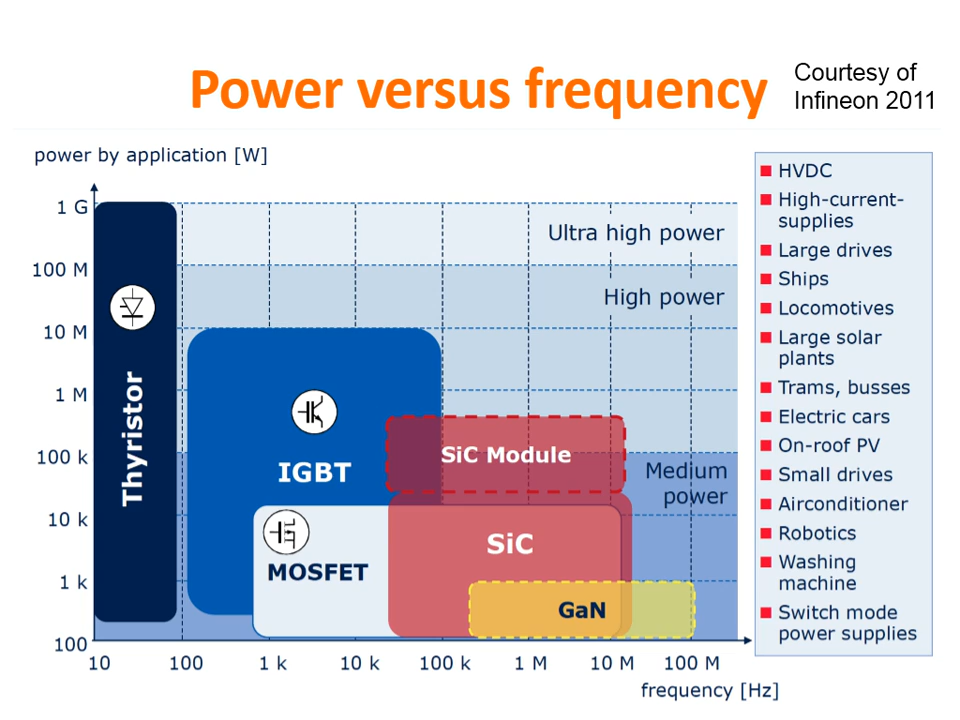 Power versus frequency
Courtesy of
Infineon 2011
power by application [W]
1 G
100 M
10 M
1 M
100 k
10 k
1 k
100
Ultra high power
High power
Medium
power
Thyristor
IGBT
SiC Module
MOSFET
SiC
GaN
10
100
1 k
10 k
100 k
1 M
10 M
100 M
frequency [Hz]
HVDC
High-current-
supplies
Large drives
Ships
Locomotives
Large solar
plants
Trams, busses
Electric cars
On-roof PV
Small drives
Airconditioner
Robotics
Washing
machine
Switch mode
power supplies